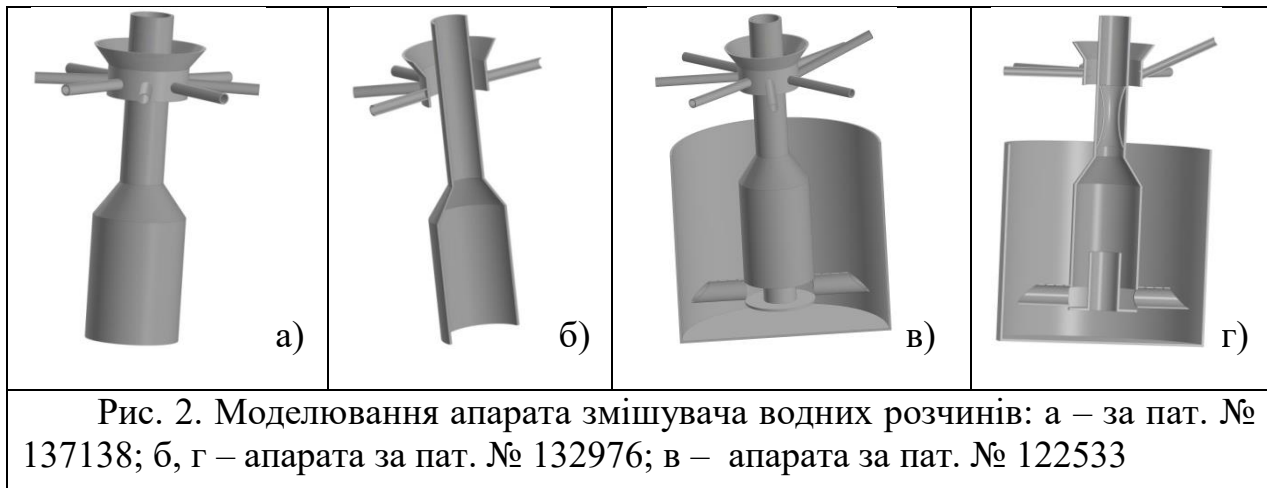 а)
б)
в)
г)
Рис. 2. Моделювання апарата змішувача водних розчинів: а – за пат. №
137138; б, г – апарата за пат. № 132976; в – апарата за пат. № 122533